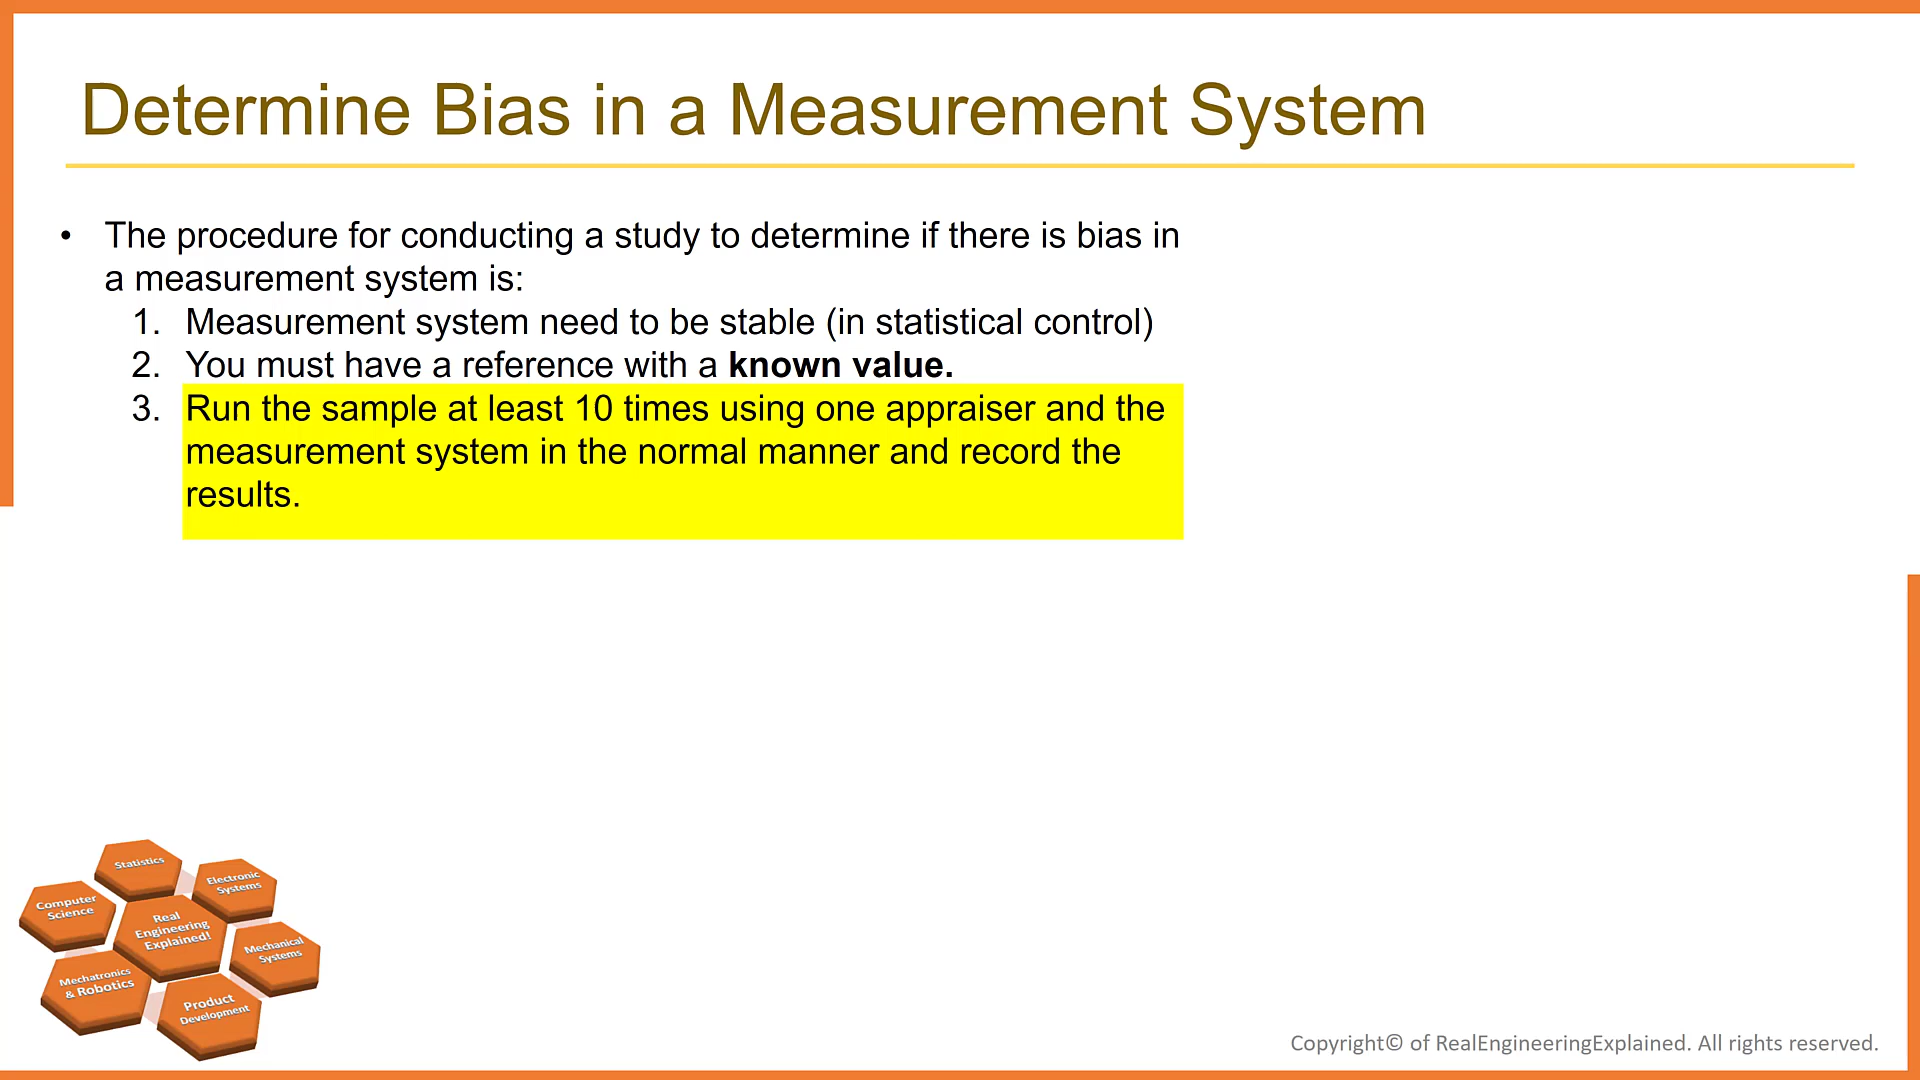 Determine Bias in a Measurement System
• The procedure for conducting a study to determine if there is bias in
a measurement system is:
1. Measurement system need to be stable (in statistical control)
2. You must have a reference with a known value.
3. Run the sample at least 10 times using one appraiser and the
measurement system in the normal manner and record the
results.
Statistics
Electronic
Systems
Computer
Science
Real
Engineering
Explained!
Mechanical
Systems
Mechatronics
& Robotics
Product
Development
Copyright© of RealEngineeringExplained. All rights reserved.